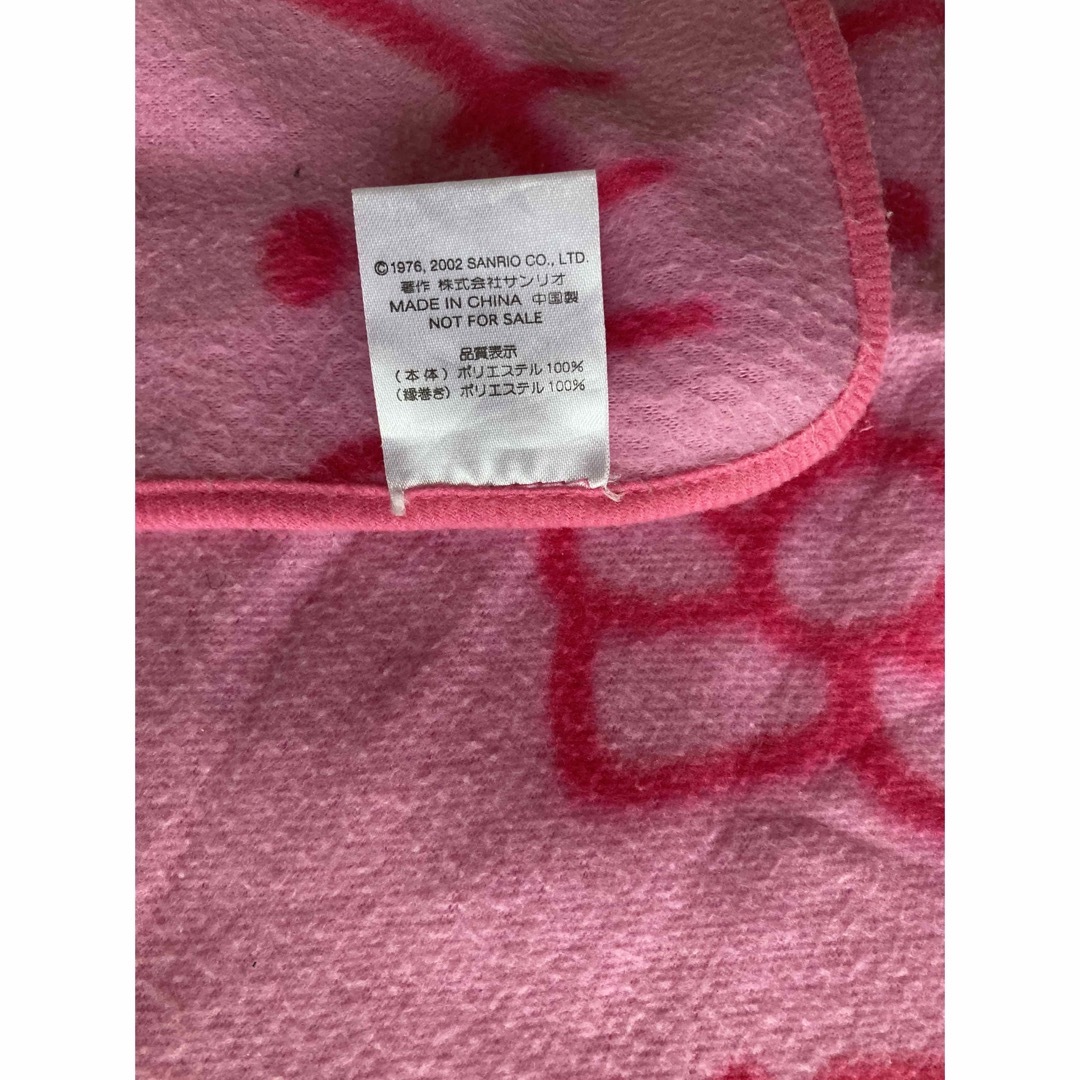 ©1976, 2002 SANRIO CO., LTD.
著作 株式会社サンリオ
MADE IN CHINA 中国製
NOT FOR SALE
品質表示
(本体) ポリエステル 100%
(縁巻き) ポリエステル 100%